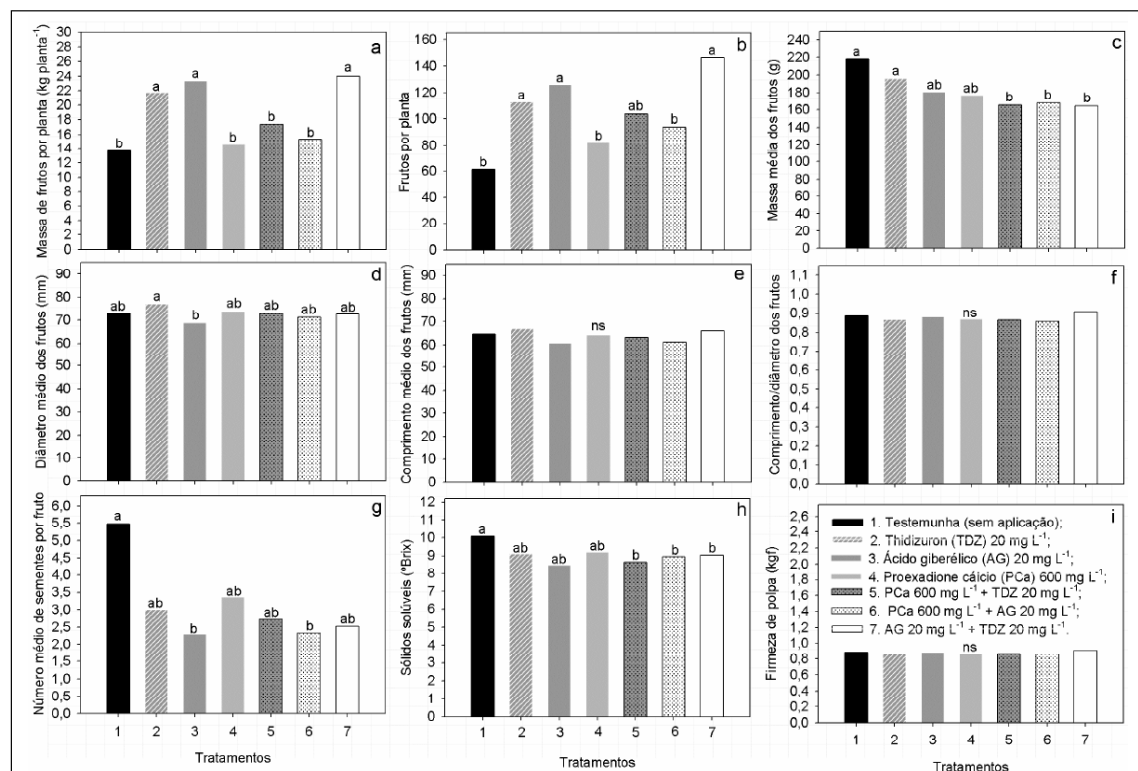 Massa de frutos por planta (kg planta⁻¹)
30
28
26
24
22
20
18
16
14
12
10
8
6
4
2
0
a
b
a
a
b
b
b
a
Frutos por planta
160
140
120
100
80
60
40
20
0
b
b
a
a
b
ab
b
a
Massa média dos frutos (g)
220
200
180
160
140
120
100
80
60
40
20
0
c
a
a
ab
ab
b
b
b
Diâmetro médio dos frutos (mm)
90
80
70
60
50
40
30
20
10
0
d
ab
a
b
ab
ab
ab
ab
Comprimento médio dos frutos (mm)
90
80
70
60
50
40
30
20
10
0
e
ns
Comprimento/diâmetro dos frutos
1,1
1,0
0,9
0,8
0,7
0,6
0,5
0,4
0,3
0,2
0,1
0,0
f
ns
Número médio de sementes por fruto
6,0
5,5
5,0
4,5
4,0
3,5
3,0
2,5
2,0
1,5
1,0
0,5
0,0
g
a
ab
b
ab
ab
b
ab
1 2 3 4 5 6 7
Tratamentos
Sólidos solúveis (ºBrix)
12
11
10
9
8
7
6
5
4
3
2
1
0
h
a
ab
ab
ab
b
b
b
1 2 3 4 5 6 7
Tratamentos
Firmeza de polpa (kgf)
2,6
2,4
2,2
2,0
1,8
1,6
1,4
1,2
1,0
0,8
0,6
0,4
0,2
0,0
i
1. Testemunha (sem aplicação);
2. Thidizuron (TDZ) 20 mg L⁻¹;
3. Ácido giberélico (AG) 20 mg L⁻¹;
4. Proexadione cálcio (PCa) 600 mg L⁻¹;
5. PCa 600 mg L⁻¹ + TDZ 20 mg L⁻¹;
6. PCa 600 mg L⁻¹ + AG 20 mg L⁻¹;
7. AG 20 mg L⁻¹ + TDZ 20 mg L⁻¹.
ns
1 2 3 4 5 6 7
Tratamentos